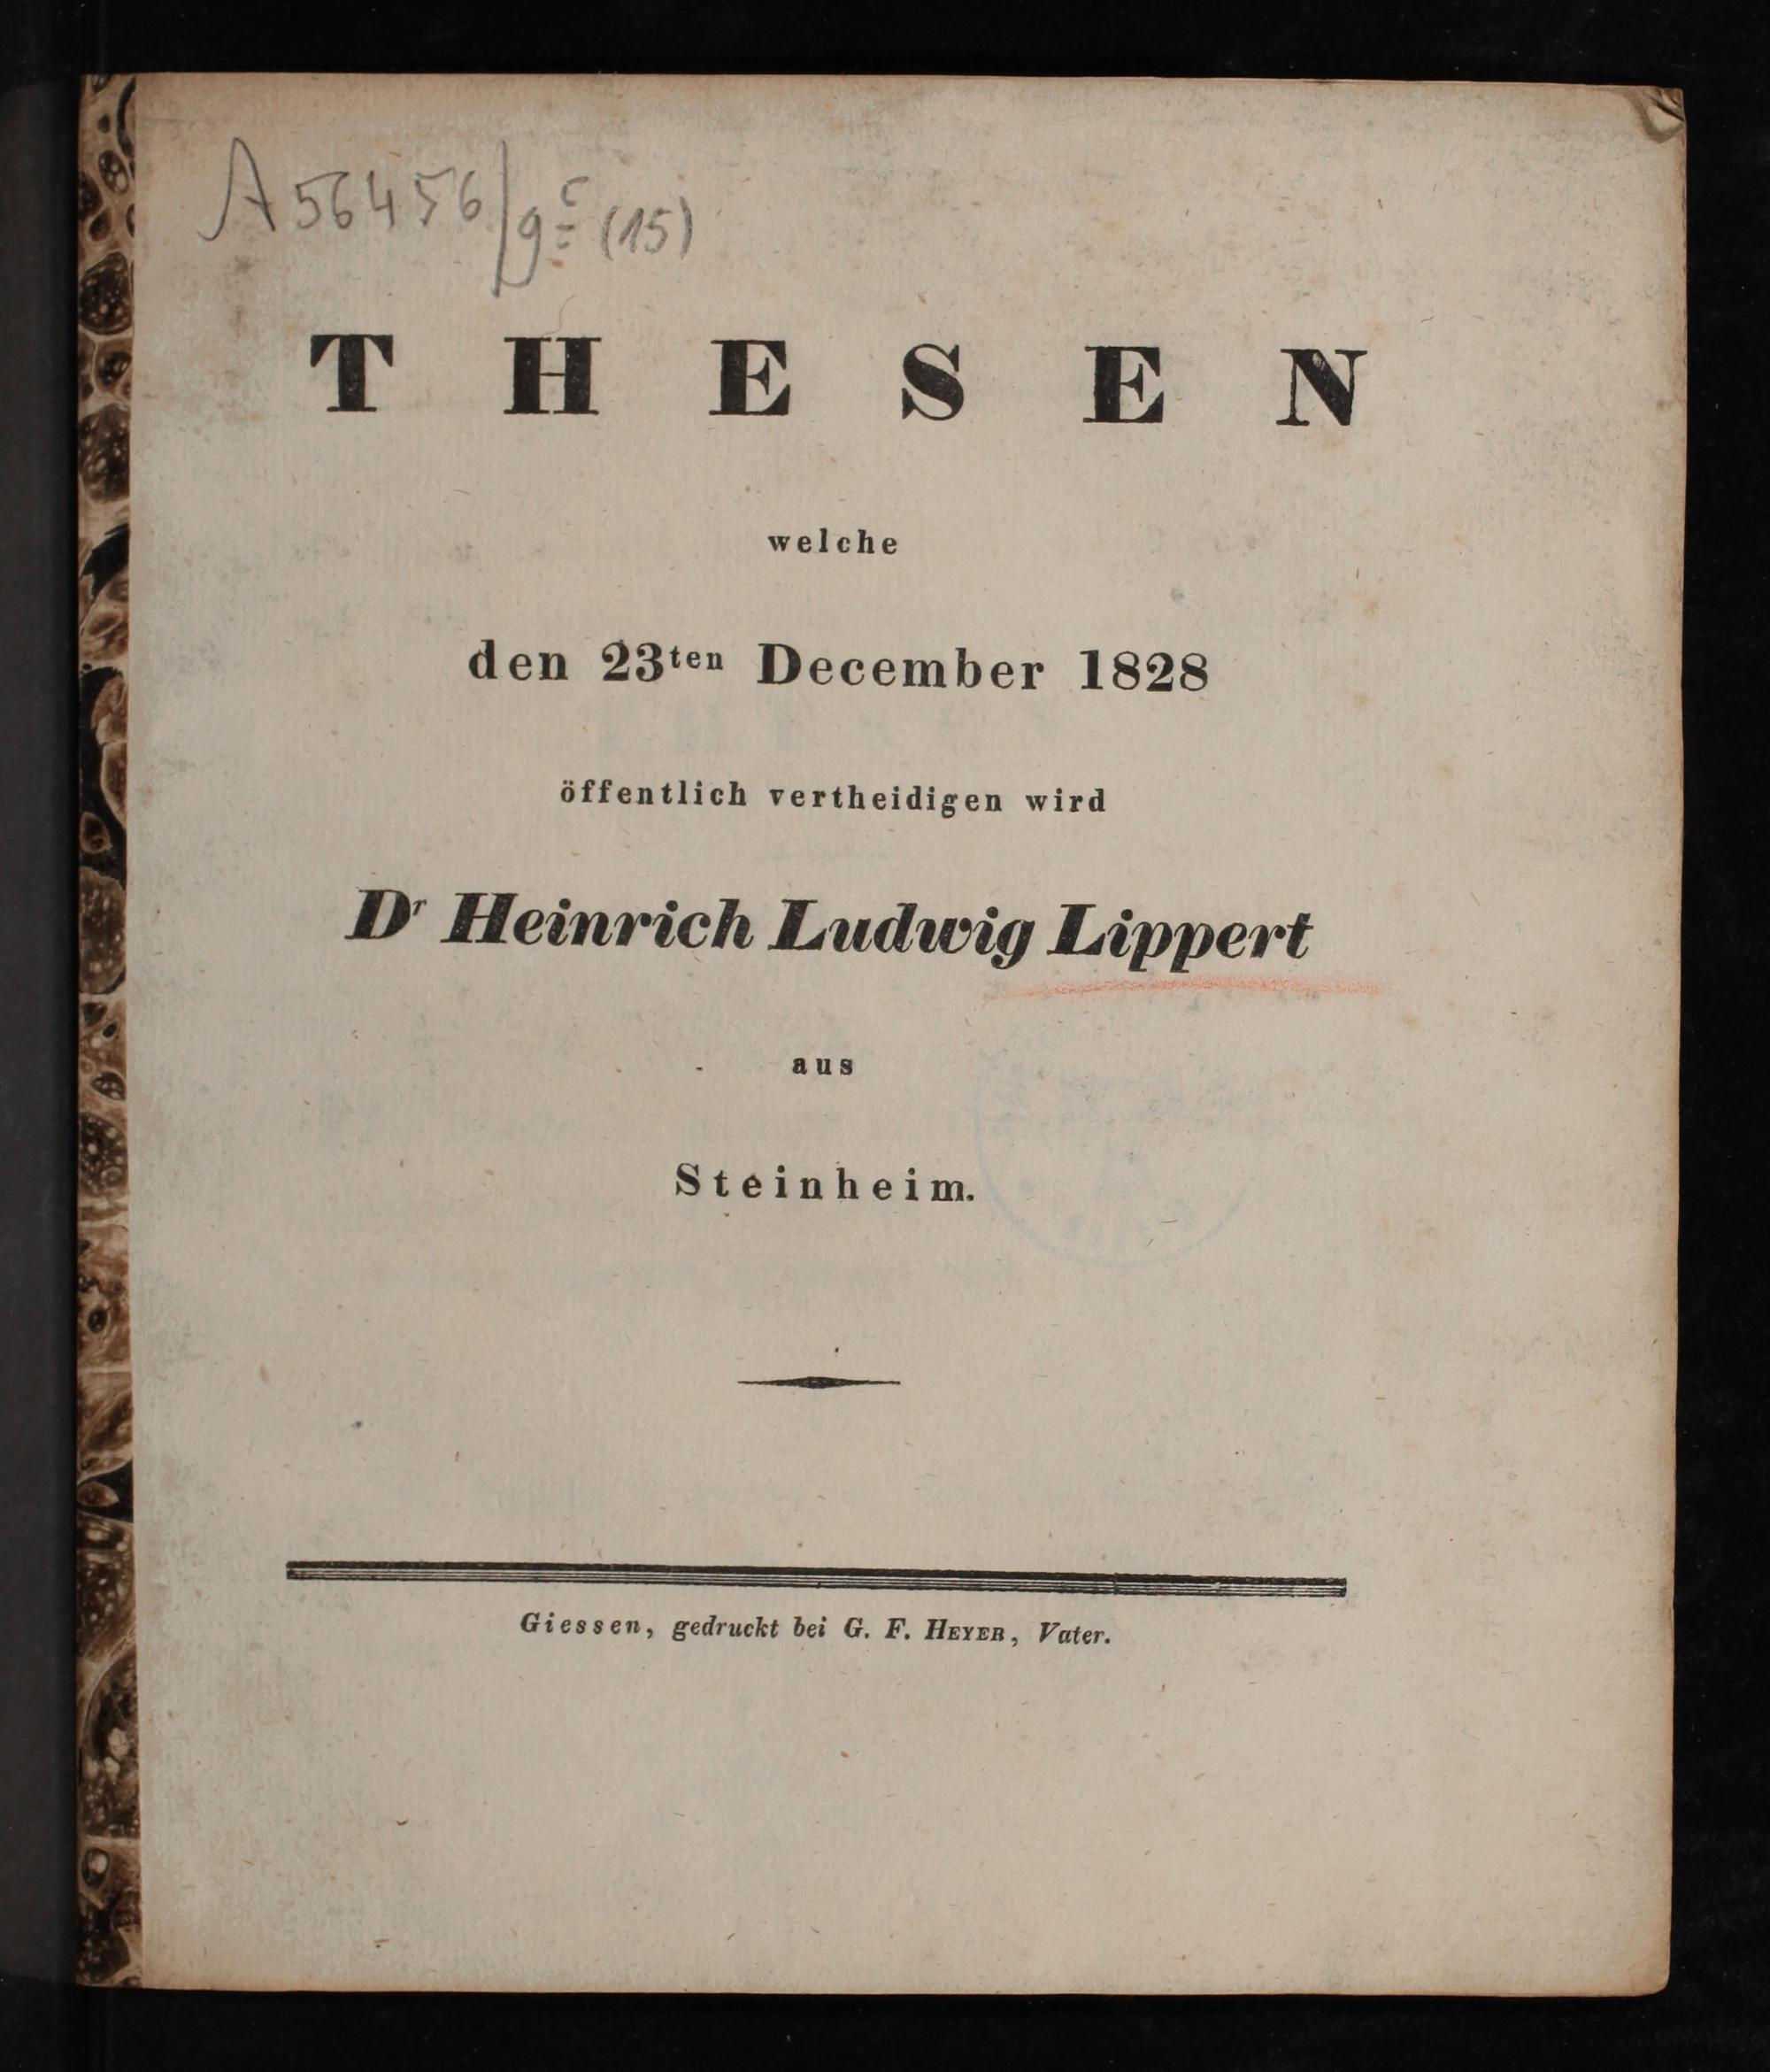 A 56456/g (15)
THESEN
welche
den 23ten December 1828
öffentlich vertheidigen wird
Dr Heinrich Ludwig Lippert
aus
Steinheim.
Giessen, gedruckt bei G. F. HEYER, Vater.